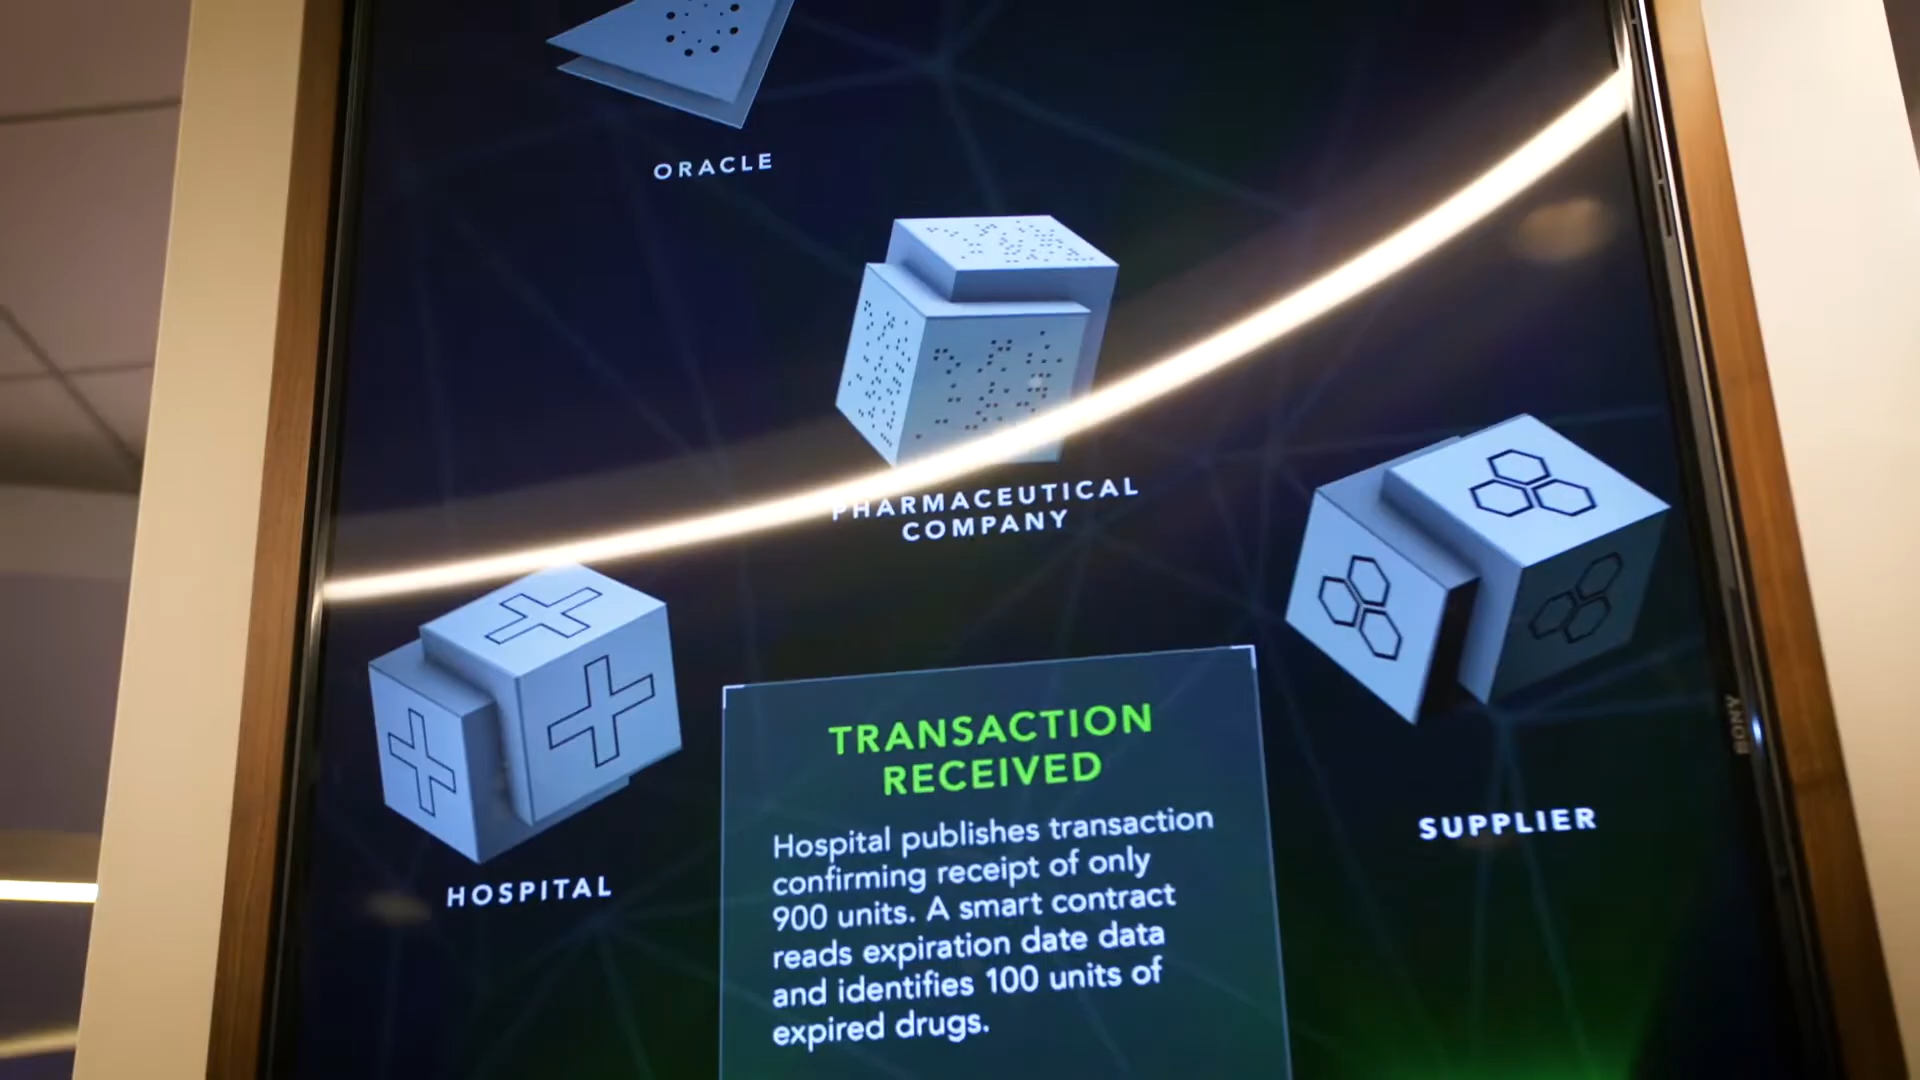 ORACLE
PHARMACEUTICAL
COMPANY
HOSPITAL
SUPPLIER
TRANSACTION
RECEIVED
Hospital publishes transaction
confirming receipt of only
900 units. A smart contract
reads expiration date data
and identifies 100 units of
expired drugs.
SONY